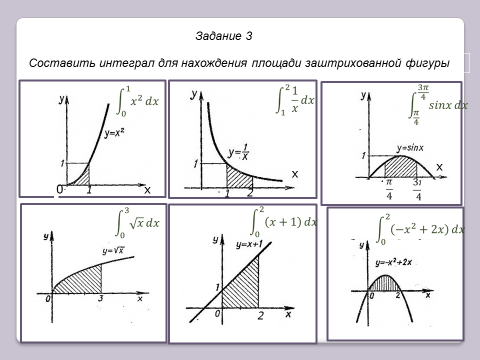 Задание 3
Составить интеграл для нахождения площади заштрихованной фигуры
y ∫₀¹ x² dx
y=x²
1
0 1 x
y ∫₁² 1/x dx
y=1/x
1
x
1 2
y ∫ π/4 3π/4 sinx dx
y=sinx
1
x
π/4
y ∫₀³ √x dx
y=√x
0 3 x
y ∫₀² (x + 1) dx
y=x+1
1
0 2 x
y ∫₀² (−x² + 2x) dx
y=-x²+2x
0 2 x